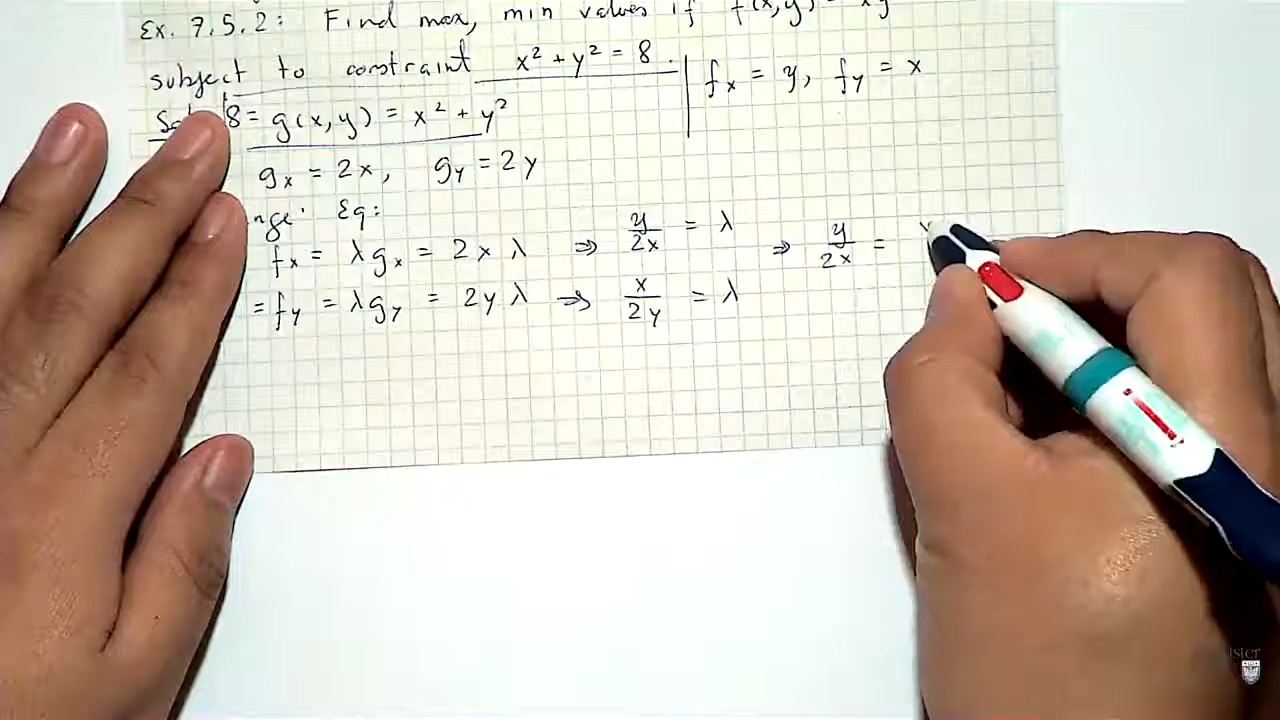 Ex. 7.5.2: Find max, min values if f(x,y) = xy
subject to constraint x² + y² = 8.
fx = y, fy = x
8 = g(x,y) = x² + y²
gx = 2x, gy = 2y
Eq:
fx = λgx = 2xλ ⇒ y/2x = λ ⇒ y/2x =
= fy = λgy = 2yλ ⇒ x/2y = λ